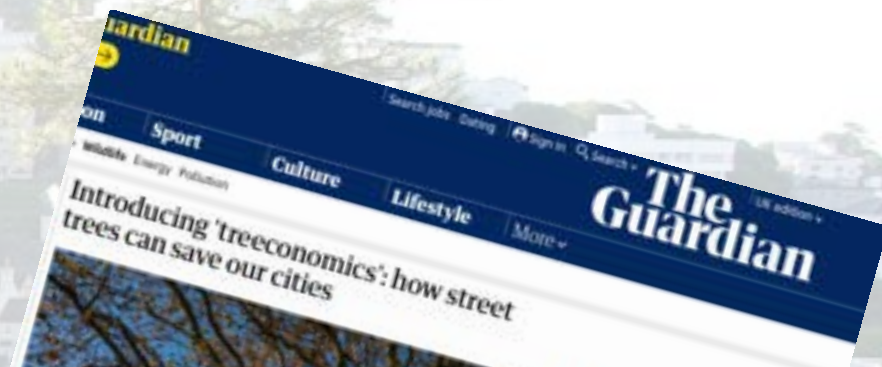 uardian
Search jobs Dating Sign in Search
UK edition
The
Guardian
on Sport Culture Lifestyle More
Wildlife Energy Pollution
Introducing 'treeconomics': how street
trees can save our cities